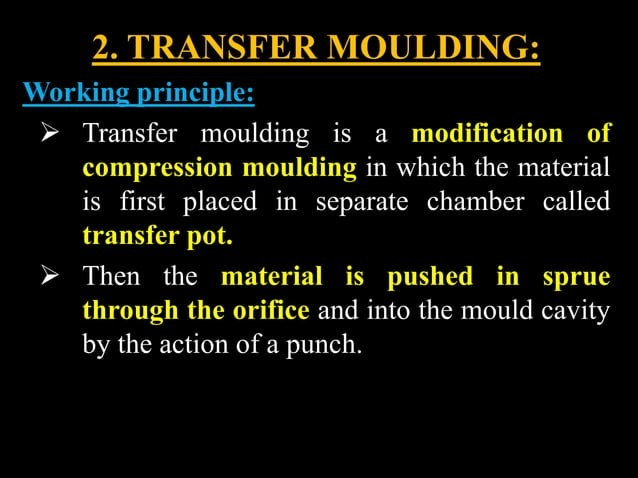 2. TRANSFER MOULDING:
Working principle:
➢ Transfer moulding is a modification of
compression moulding in which the material
is first placed in separate chamber called
transfer pot.
➢ Then the material is pushed in sprue
through the orifice and into the mould cavity
by the action of a punch.